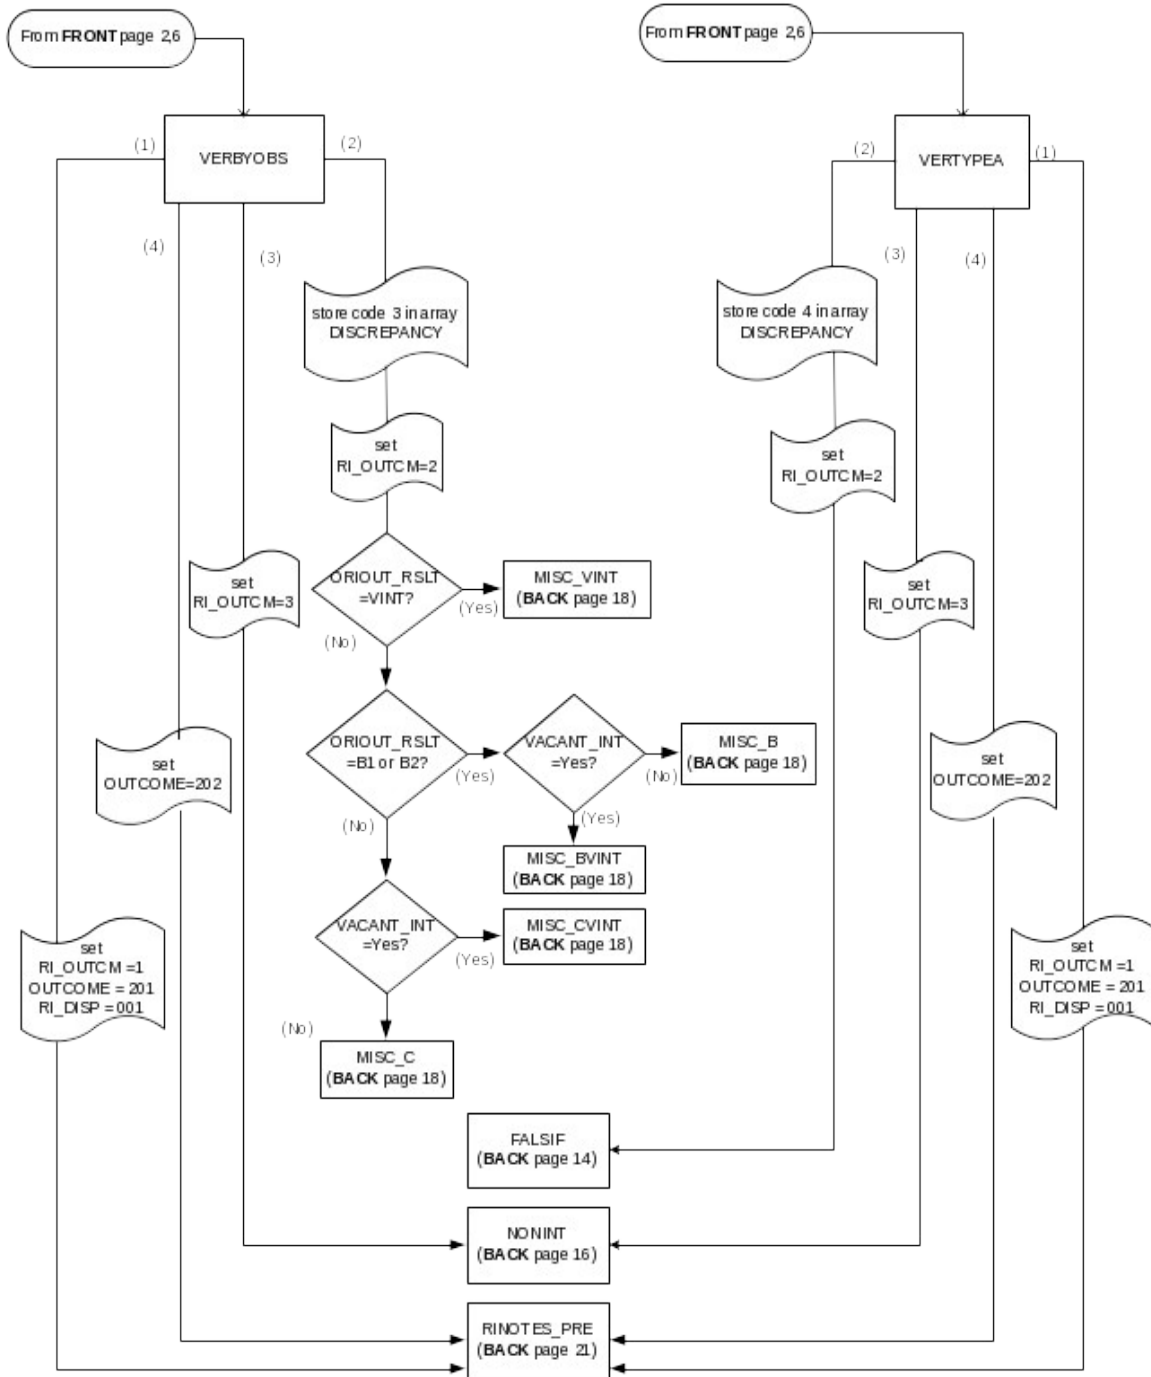 From FRONT page 2,6
From FRONT page 2,6
(1)
VERBYOBS
(2)
(2)
VERTYPEA
(1)
(4)
(3)
(3)
(4)
store code 3 in array
DISCREPANCY
store code 4 in array
DISCREPANCY
set
RI_OUTCM=2
set
RI_OUTCM=2
set
RI_OUTCM=3
ORIOUT_RSLT
=VINT?
(Yes)
(No)
MISC_VINT
(BACK page 18)
set
RI_OUTCM=3
set
OUTCOME=202
ORIOUT_RSLT
=B1 or B2?
(Yes)
(No)
VACANT_INT
=Yes?
(No)
(Yes)
MISC_B
(BACK page 18)
set
OUTCOME=202
MISC_BVINT
(BACK page 18)
VACANT_INT
=Yes?
(Yes)
(No)
MISC_CVINT
(BACK page 18)
set
RI_OUTCM =1
OUTCOME = 201
RI_DISP = 001
set
RI_OUTCM =1
OUTCOME = 201
RI_DISP = 001
MISC_C
(BACK page 18)
FALSIF
(BACK page 14)
NONINT
(BACK page 16)
RINOTES_PRE
(BACK page 21)